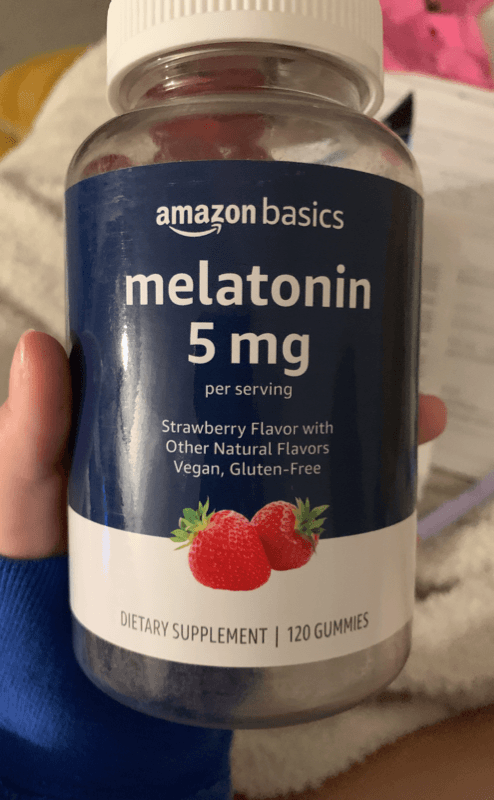 amazon basics
melatonin
5 mg
per serving
Strawberry Flavor with
Other Natural Flavors
Vegan, Gluten-Free
DIETARY SUPPLEMENT | 120 GUMMIES